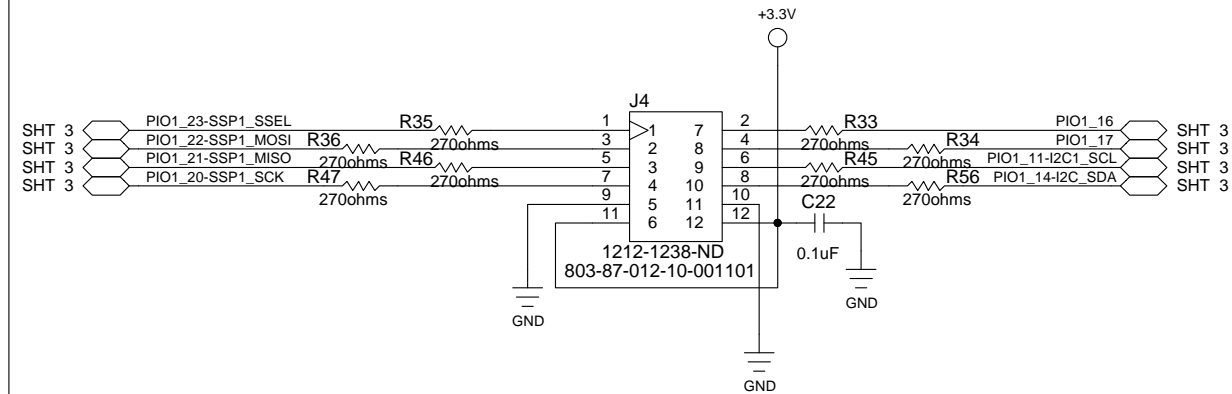 +3.3V
J4
SHT 3 PIO1_23-SSP1_SSEL R35 270ohms 1 1 7 2 R33 270ohms PIO1_16 SHT 3
SHT 3 PIO1_22-SSP1_MOSI R36 270ohms 3 2 8 4 R34 270ohms PIO1_17 SHT 3
SHT 3 PIO1_21-SSP1_MISO R46 270ohms 5 3 9 6 R45 270ohms PIO1_11-I2C1_SCL SHT 3
SHT 3 PIO1_20-SSP1_SCK R47 270ohms 7 4 10 8 R56 270ohms PIO1_14-I2C_SDA SHT 3
9 5 11 10
11 6 12 12 C22
0.1uF
1212-1238-ND
803-87-012-10-001101
GND
GND
GND